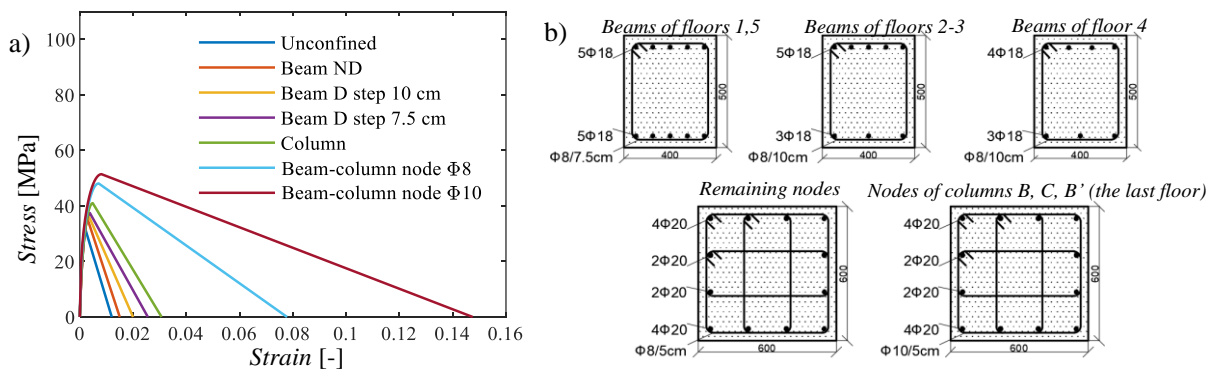 a)
100
80
60
40
20
0
Stress [MPa]
0
0.02
0.04
0.06
0.08
0.1
0.12
0.14
0.16
Strain [-]
Unconfined
Beam ND
Beam D step 10 cm
Beam D step 7.5 cm
Column
Beam-column node Φ8
Beam-column node Φ10
b)
Beams of floors 1,5
5Φ18
5Φ18
Φ8/7.5cm
400
500
Beams of floors 2-3
5Φ18
3Φ18
Φ8/10cm
400
500
Beams of floor 4
4Φ18
3Φ18
Φ8/10cm
400
500
Remaining nodes
4Φ20
2Φ20
2Φ20
4Φ20
Φ8/5cm
600
600
Nodes of columns B, C, B’ (the last floor)
4Φ20
2Φ20
2Φ20
4Φ20
Φ10/5cm
600
600